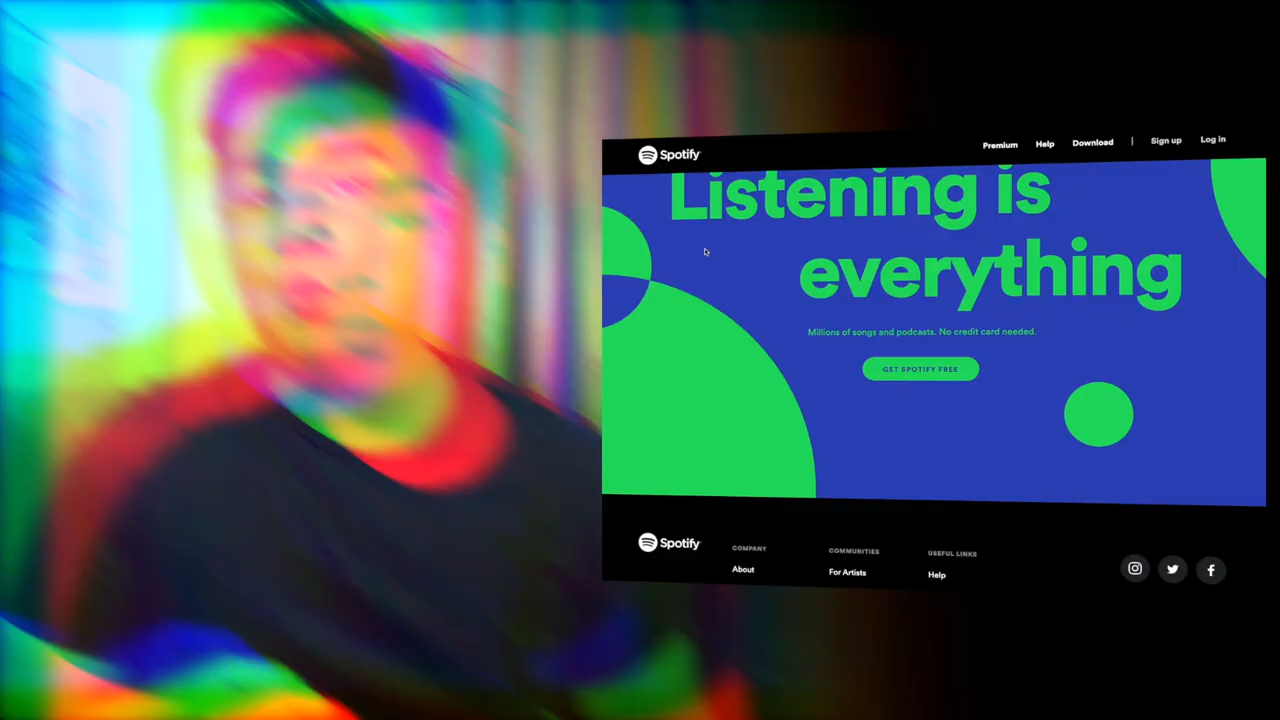 Spotify
Premium Help Download | Sign up Log in
Listening is
everything
Millions of songs and podcasts. No credit card needed.
GET SPOTIFY FREE
Spotify
COMPANY COMMUNITIES USEFUL LINKS
About For Artists Help